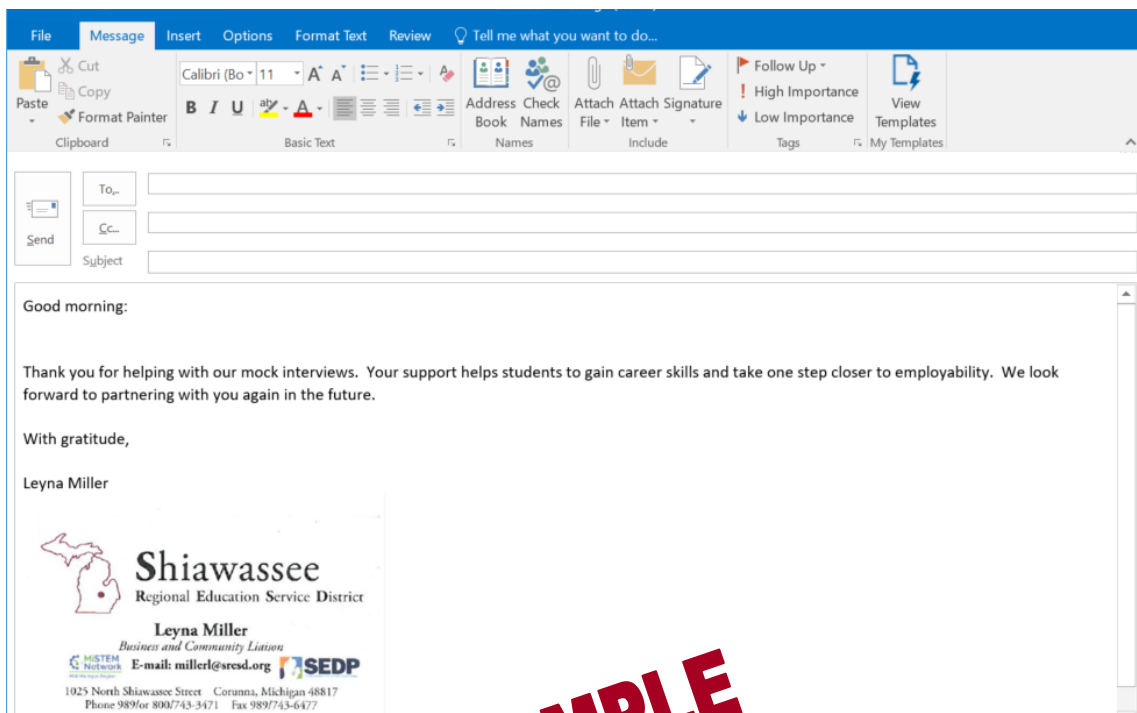 File Message Insert Options Format Text Review Tell me what you want to do...
Cut
Copy
Paste
Format Painter
Clipboard
Calibri (Bo 11
B I U
Basic Text
Address Book
Check Names
Names
Attach File
Attach Item
Signature
Include
Follow Up
High Importance
Low Importance
Tags
View Templates
My Templates
To...
Cc...
Send
Subject
Good morning:
Thank you for helping with our mock interviews.  Your support helps students to gain career skills and take one step closer to employability.  We look
forward to partnering with you again in the future.
With gratitude,
Leyna Miller
Shiawassee
Regional Education Service District
Leyna Miller
Business and Community Liaison
MiSTEM
Network
E-mail: millerl@sresd.org
SEDP
1025 North Shiawassee Street Corunna, Michigan 48817
Phone 989/or 800/743-3471 Fax 989/743-6477